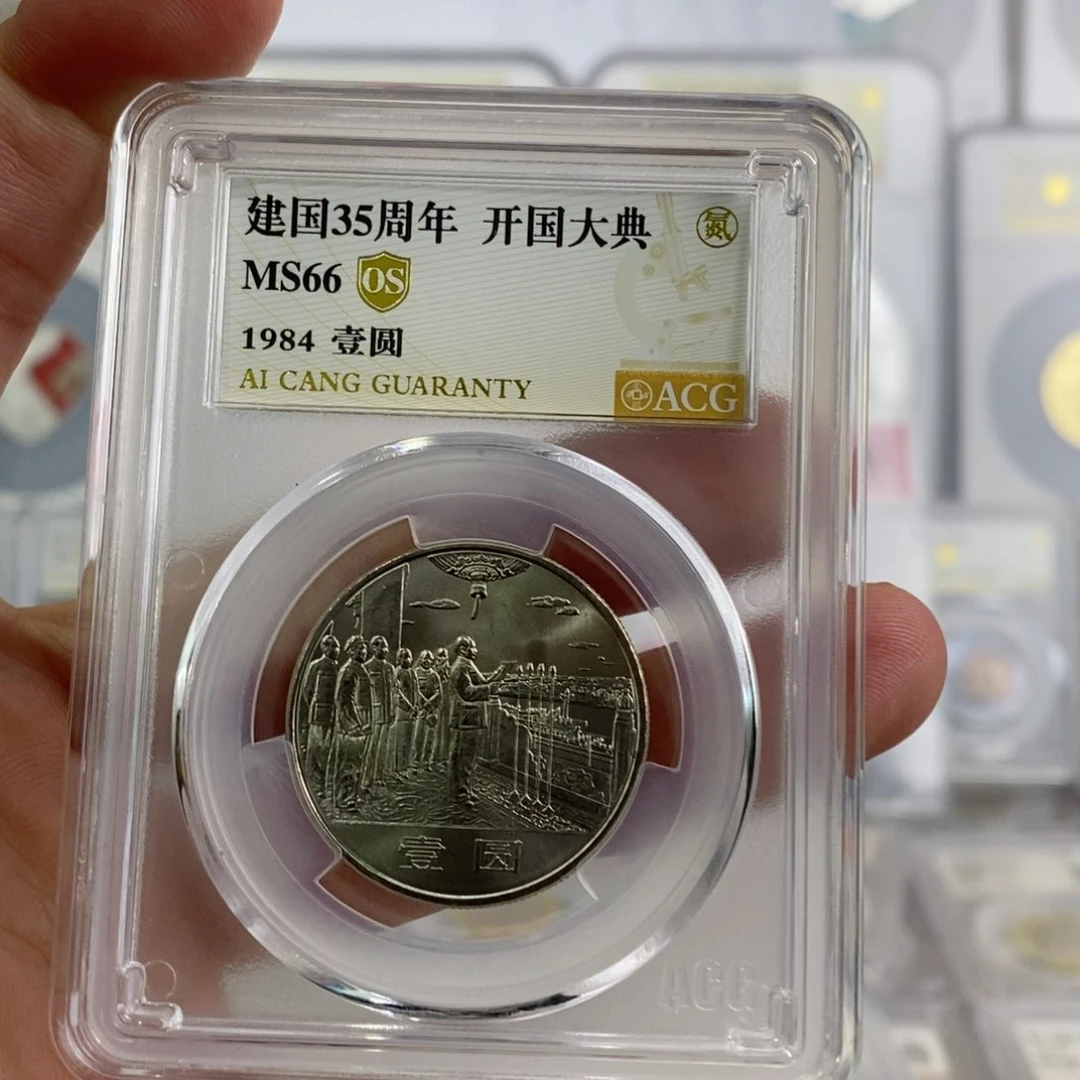 建国35周年 开国大典 氮
MS66 OS
1984 壹圆
AI CANG GUARANTY
ACG
壹圆
ACG